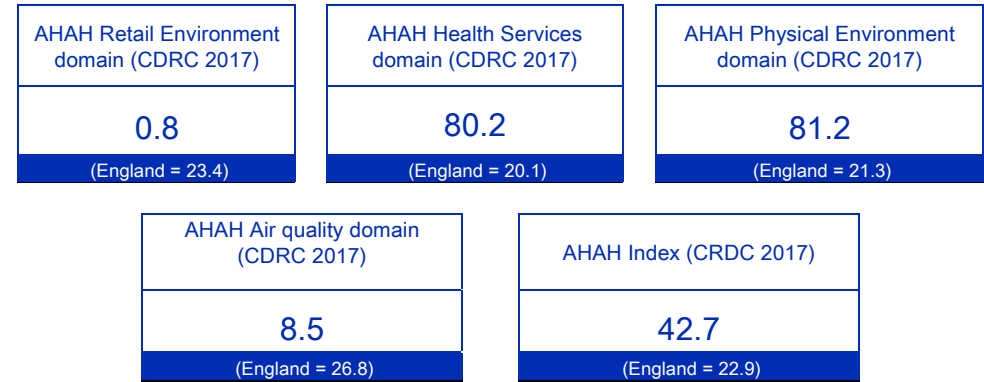 AHAH Retail Environment
domain (CDRC 2017)
0.8
(England = 23.4)
AHAH Health Services
domain (CDRC 2017)
80.2
(England = 20.1)
AHAH Physical Environment
domain (CDRC 2017)
81.2
(England = 21.3)
AHAH Air quality domain
(CDRC 2017)
8.5
(England = 26.8)
AHAH Index (CRDC 2017)
42.7
(England = 22.9)